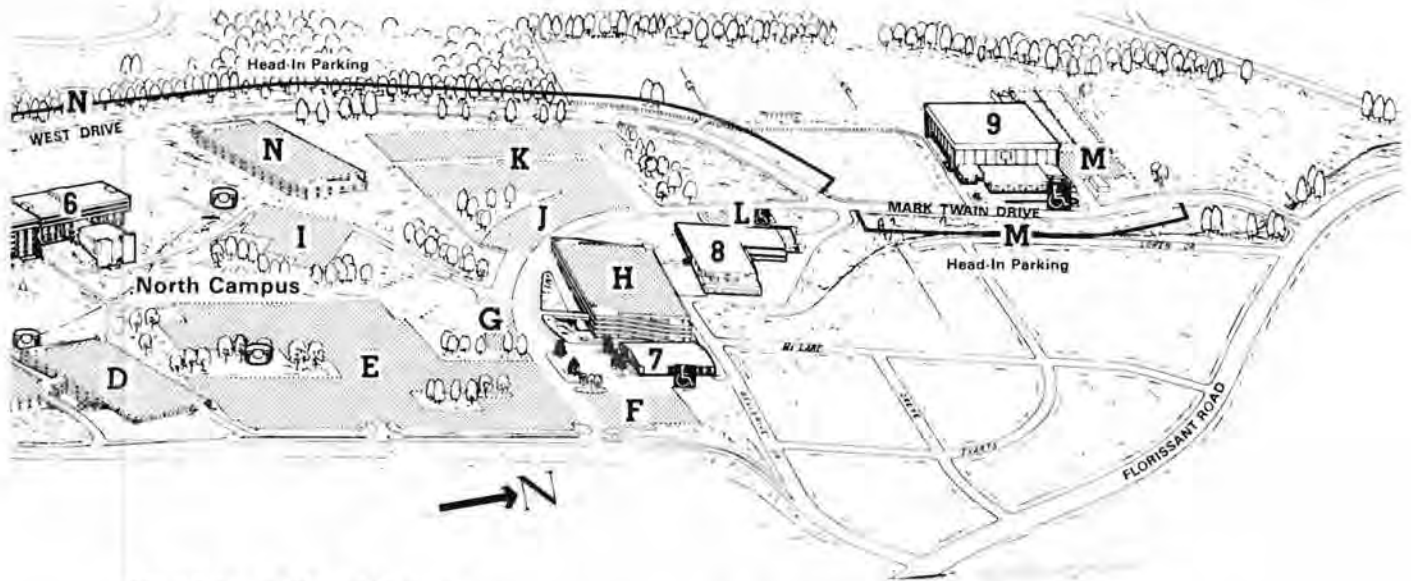 Head-In Parking
N
WEST DRIVE
N
K
9
M
6
I
J
L
MARK TWAIN DRIVE
8
M
Head-In Parking
North Campus
H
G
7
D
E
F
FLORISSANT ROAD
N